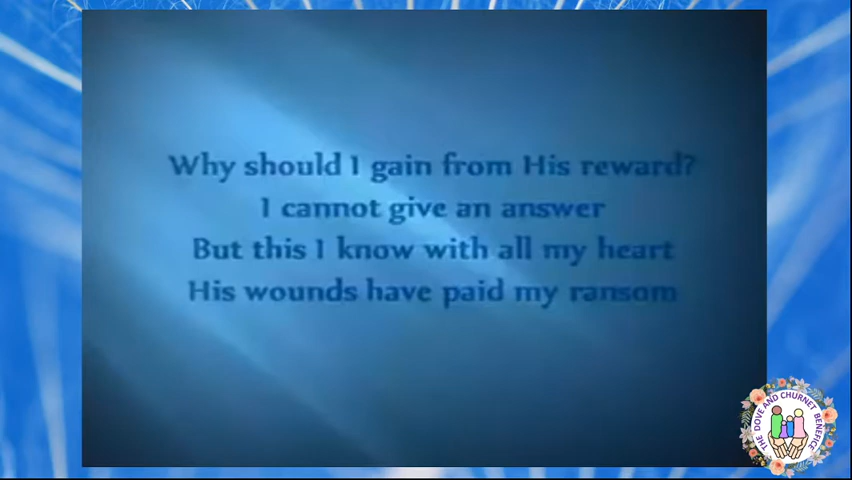 Why should I gain from His reward?
I cannot give an answer
But this I know with all my heart
His wounds have paid my ransom
THE DOVE AND CHURNET BENEFICE